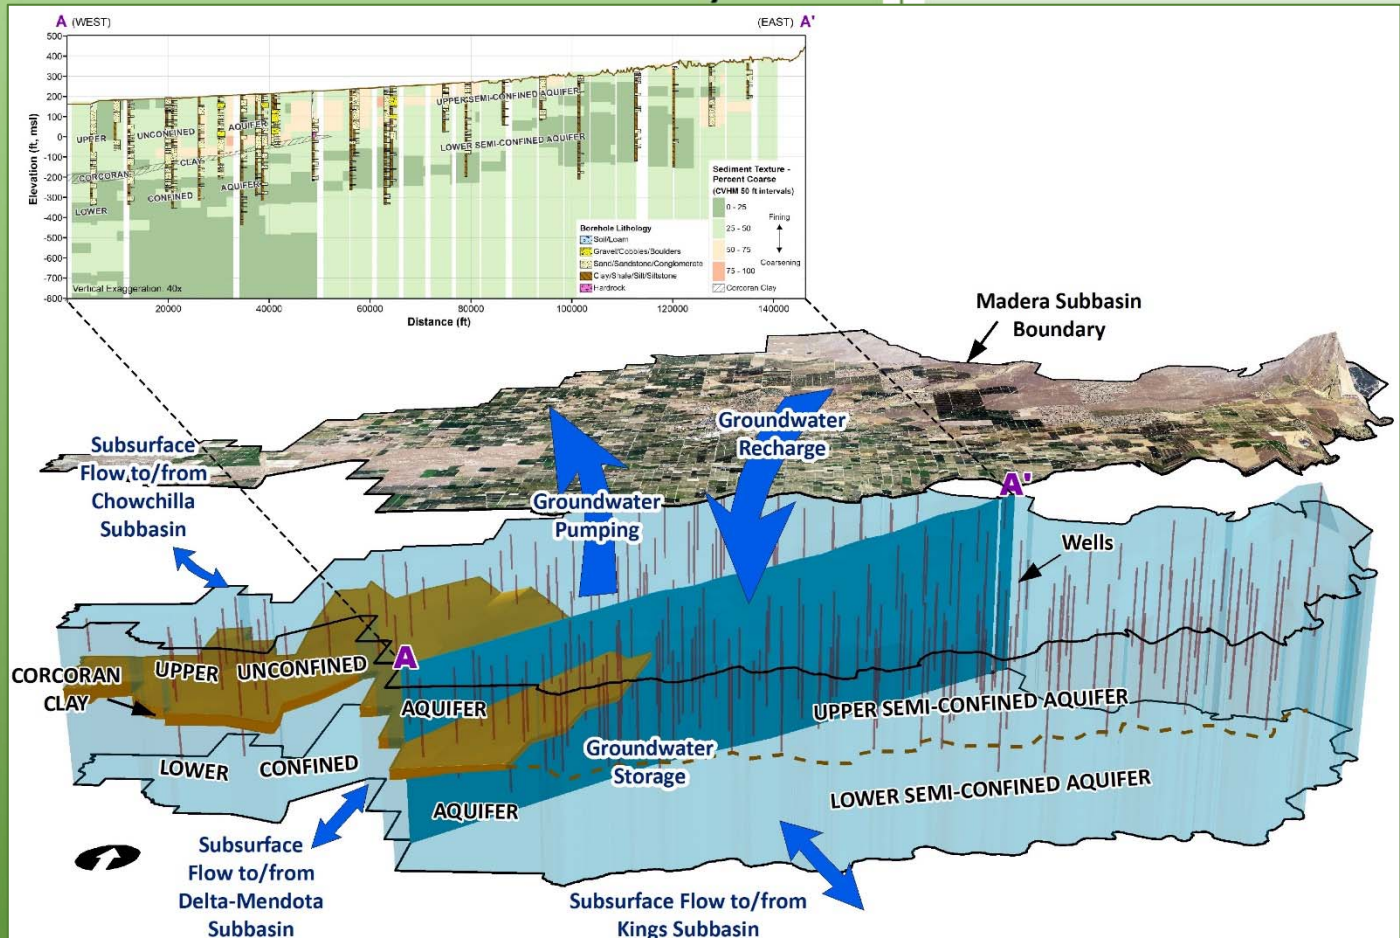 A (WEST)
(EAST) A'
500
400
300
200
100
0
-100
-200
-300
-400
-500
-600
-700
-800
Elevation (ft, msl)
UPPER UNCONFINED AQUIFER
CORCORAN CLAY
LOWER CONFINED AQUIFER
UPPER SEMI-CONFINED AQUIFER
LOWER SEMI-CONFINED AQUIFER
Sediment Texture -
Percent Coarse
(CVHM 50 ft intervals)
0 - 25
25 - 50
50 - 75
75 - 100
Fining
Coarsening
Corcoran Clay
Borehole Lithology
Soil/Loam
Gravel/Cobbles/Boulders
Sand/Sandstone/Conglomerate
Clay/Shale/Silt/Siltstone
Hardrock
Vertical Exaggeration: 40x
20000 40000 60000 80000 100000 120000 140000
Distance (ft)
Madera Subbasin
Boundary
Subsurface
Flow to/from
Chowchilla
Subbasin
Groundwater
Pumping
Groundwater
Recharge
A'
Wells
A
CORCORAN
CLAY
UPPER UNCONFINED
AQUIFER
UPPER SEMI-CONFINED AQUIFER
LOWER CONFINED
AQUIFER
Groundwater
Storage
LOWER SEMI-CONFINED AQUIFER
Subsurface
Flow to/from
Delta-Mendota
Subbasin
Subsurface Flow to/from
Kings Subbasin